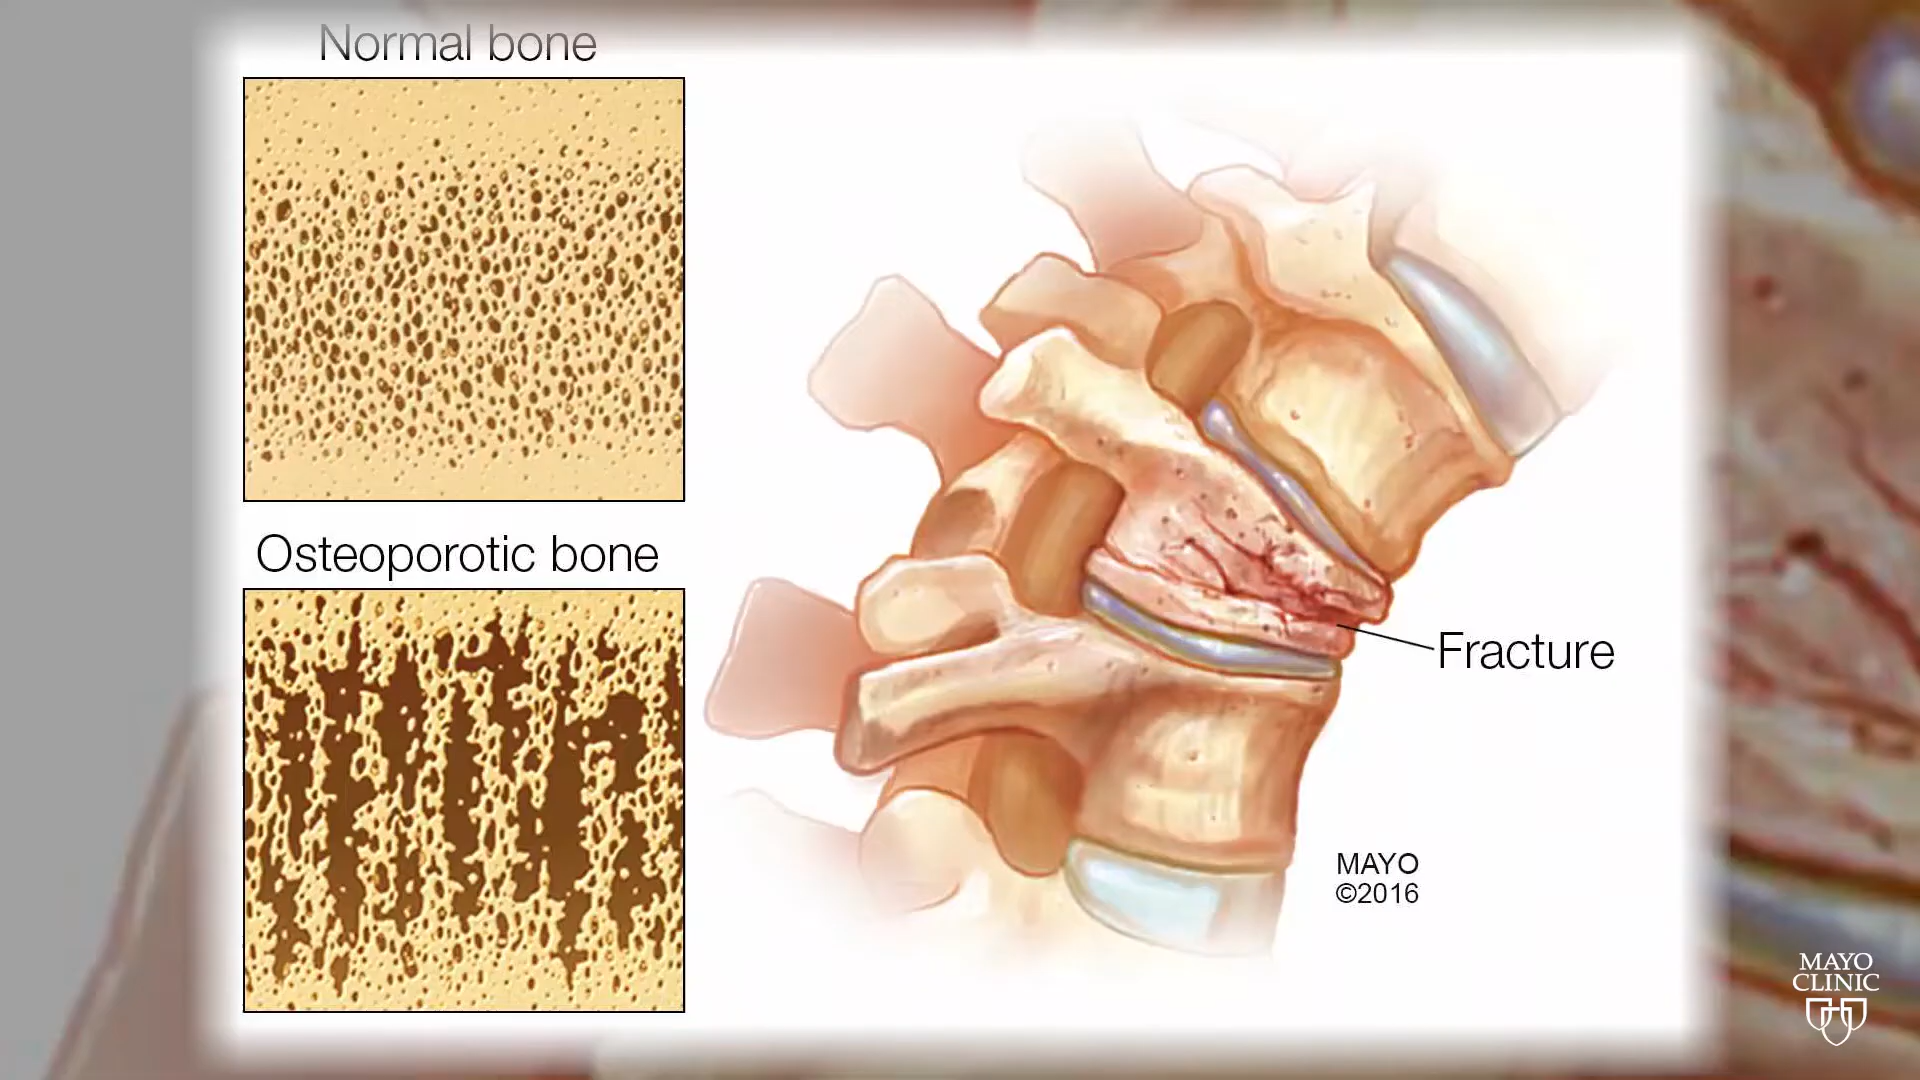 Normal bone
Osteoporotic bone
Fracture
MAYO
©2016
MAYO
CLINIC